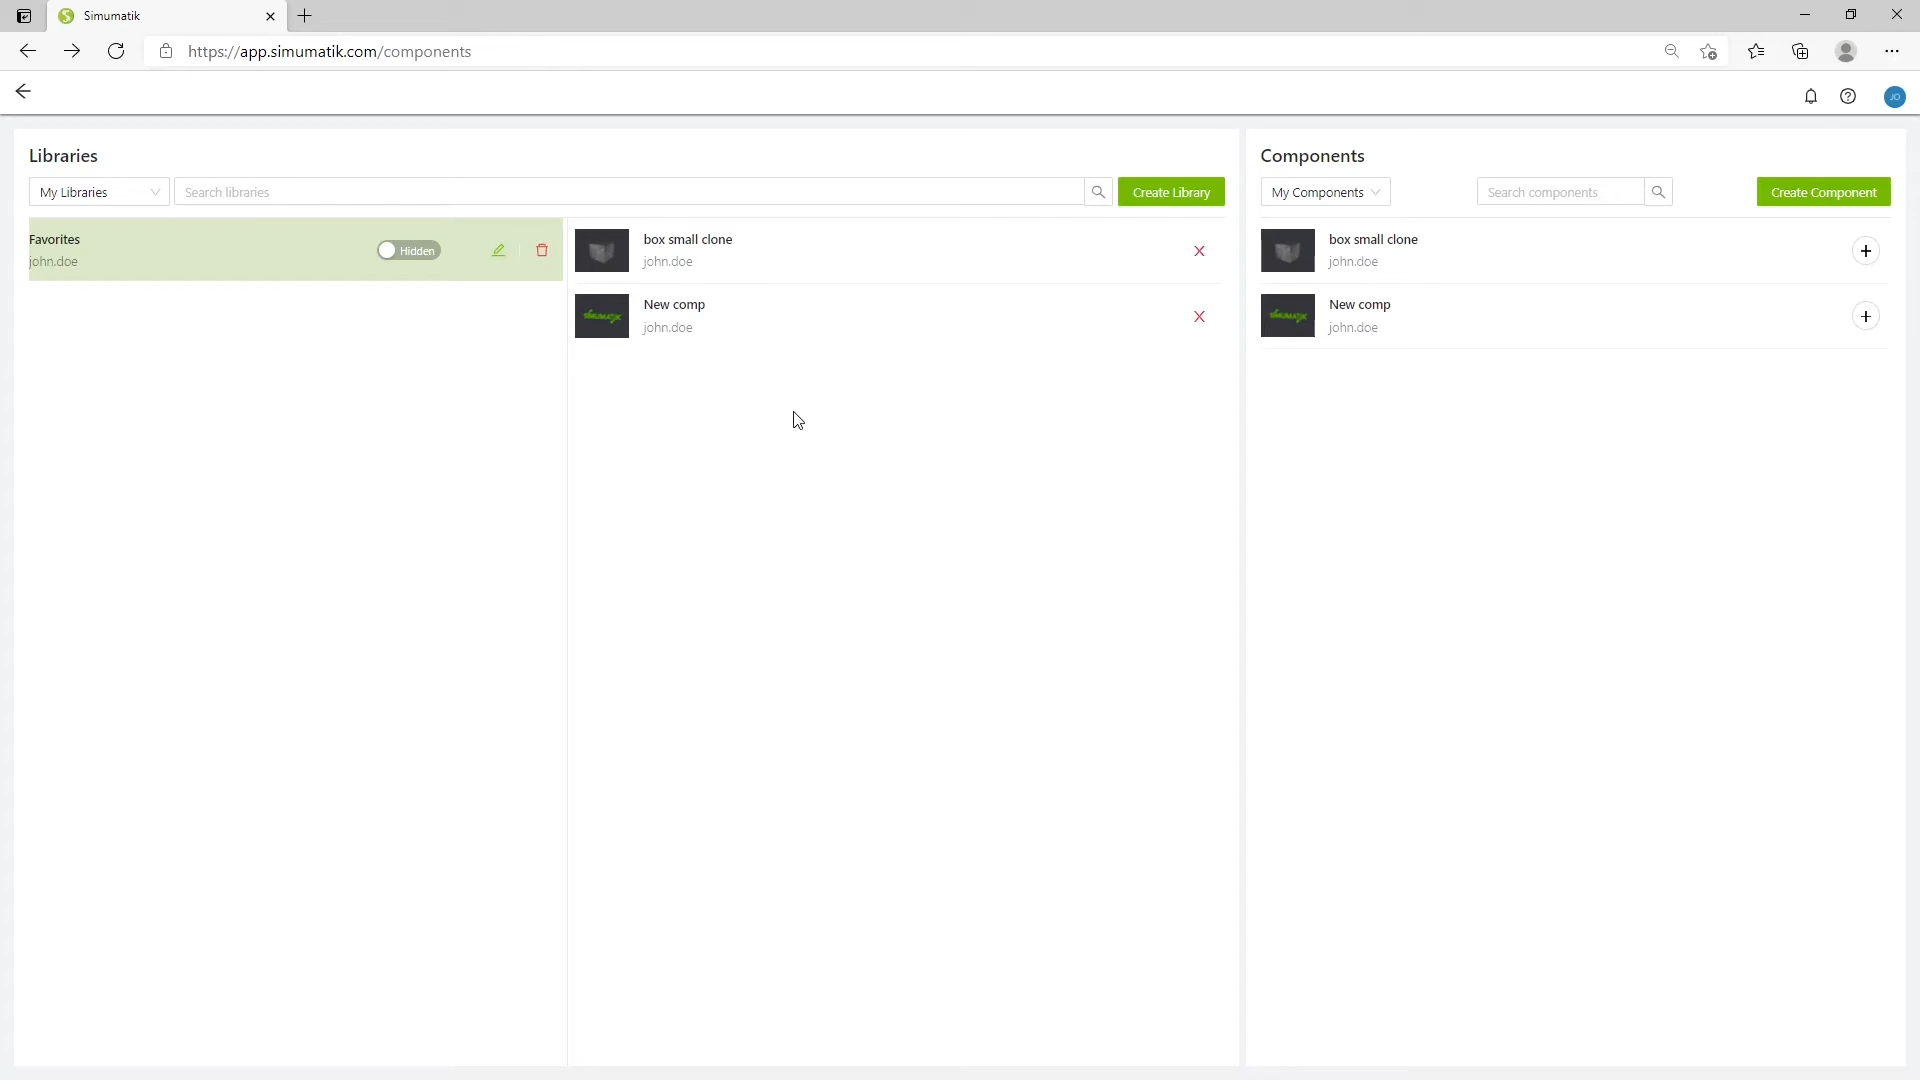 Simumatik
https://app.simumatik.com/components
JO
Libraries
My Libraries
Search libraries
Create Library
Favorites
john.doe
Hidden
box small clone
john.doe
New comp
john.doe
Components
My Components
Search components
Create Component
box small clone
john.doe
New comp
john.doe